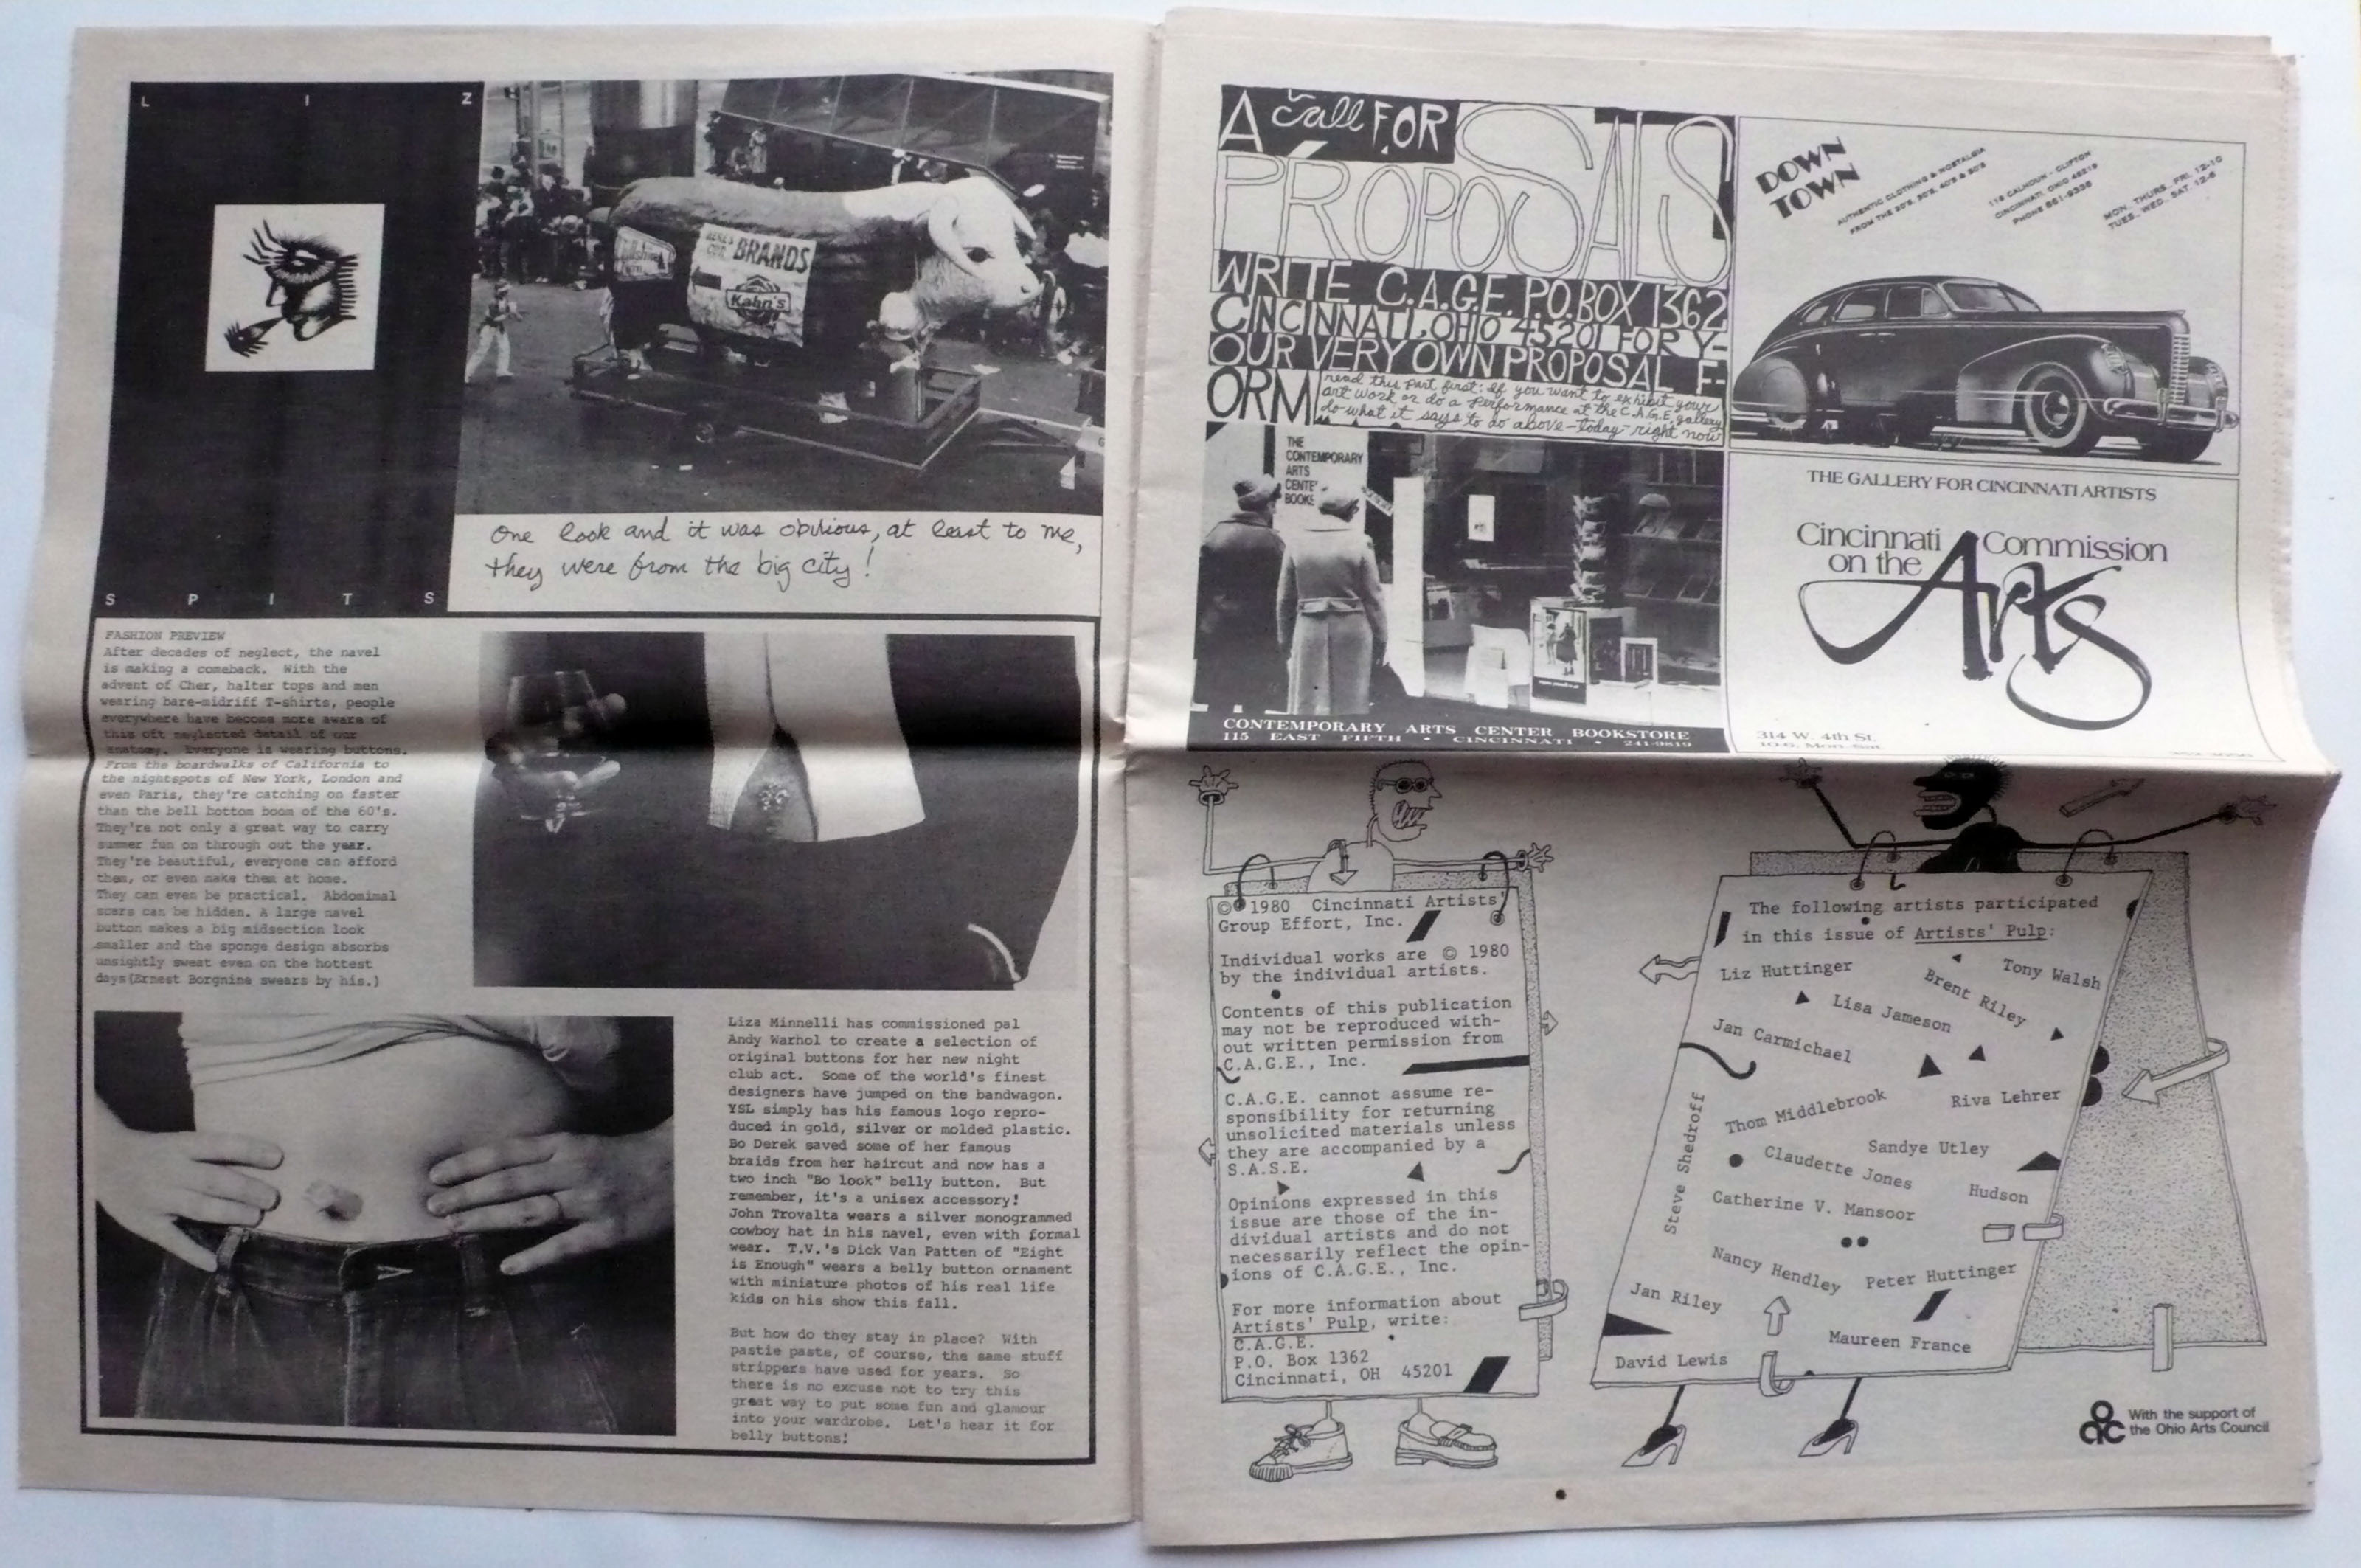 L I Z
S P I T S
HERE'S
OUR BRANDS
Kahn's
One look and it was obvious, at least to me,
they were from the big city!
FASHION PREVIEW
After decades of neglect, the navel
is making a comeback. With the
advent of Cher, halter tops and men
wearing bare-midriff T-shirts, people
everywhere have become more aware of
this oft neglected detail of our
anatomy. Everyone is wearing buttons.
From the boardwalks of California to
the nightspots of New York, London and
even Paris, they're catching on faster
than the bell bottom boom of the 60's.
They're not only a great way to carry
summer fun on through out the year.
They're beautiful, everyone can afford
them, or even make them at home.
They can even be practical. Abdominal
scars can be hidden. A large navel
button makes a big midsection look
smaller and the sponge design absorbs
unsightly sweat even on the hottest
days(Ernest Borgnine swears by his.)
Liza Minnelli has commissioned pal
Andy Warhol to create a selection of
original buttons for her new night
club act. Some of the world's finest
designers have jumped on the bandwagon.
YSL simply has his famous logo repro-
duced in gold, silver or molded plastic.
Bo Derek saved some of her famous
braids from her haircut and now has a
two inch "Bo look" belly button. But
remember, it's a unisex accessory!
John Trovalta wears a silver monogrammed
cowboy hat in his navel, even with formal
wear. T.V.'s Dick Van Patten of "Eight
is Enough" wears a belly button ornament
with miniature photos of his real life
kids on his show this fall.
But how do they stay in place? With
pastie paste, of course, the same stuff
strippers have used for years. So
there is no excuse not to try this
great way to put some fun and glamour
into your wardrobe. Let's hear it for
belly buttons!
A Call FOR
PROPOSALS
WRITE C.A.G.E. P.O. BOX 1362
CINCINNATI, OHIO 45201 FOR Y-
OUR VERY OWN PROPOSAL F-
ORM
read this part first: if you want to exhibit your
art work or do a performance at the C.A.G.E. gallery
do what it says to do above - today - right now
DOWN
TOWN
AUTHENTIC CLOTHING & NOSTALGIA
FROM THE 20'S, 30'S, 40'S & 50'S
119 CALHOUN - CLIFTON
CINCINNATI, OHIO 45219
PHONE 861-9336
MON. THURS. FRI. 12-10
TUES. WED. SAT. 12-6
THE
CONTEMPORARY
ARTS
CENTE
BOOKS
CONTEMPORARY ARTS CENTER BOOKSTORE
115 EAST FIFTH • CINCINNATI • 241-9819
THE GALLERY FOR CINCINNATI ARTISTS
Cincinnati Commission
on the Arts
314 W. 4th St.
10-6, Mon.-Sat.
© 1980 Cincinnati Artists'
Group Effort, Inc.
Individual works are © 1980
by the individual artists.
Contents of this publication
may not be reproduced with-
out written permission from
C.A.G.E., Inc.
C.A.G.E. cannot assume re-
sponsibility for returning
unsolicited materials unless
they are accompanied by a
S.A.S.E.
Opinions expressed in this
issue are those of the in-
dividual artists and do not
necessarily reflect the opin-
ions of C.A.G.E., Inc.
For more information about
Artists' Pulp, write:
C.A.G.E.
P.O. Box 1362
Cincinnati, OH 45201
The following artists participated
in this issue of Artists' Pulp:
Liz Huttinger
Tony Walsh
Brent Riley
Lisa Jameson
Jan Carmichael
Riva Lehrer
Thom Middlebrook
Steve Shedroff
Sandye Utley
Claudette Jones
Hudson
Catherine V. Mansoor
Nancy Hendley
Peter Huttinger
Jan Riley
Maureen France
David Lewis
oac
With the support of
the Ohio Arts Council